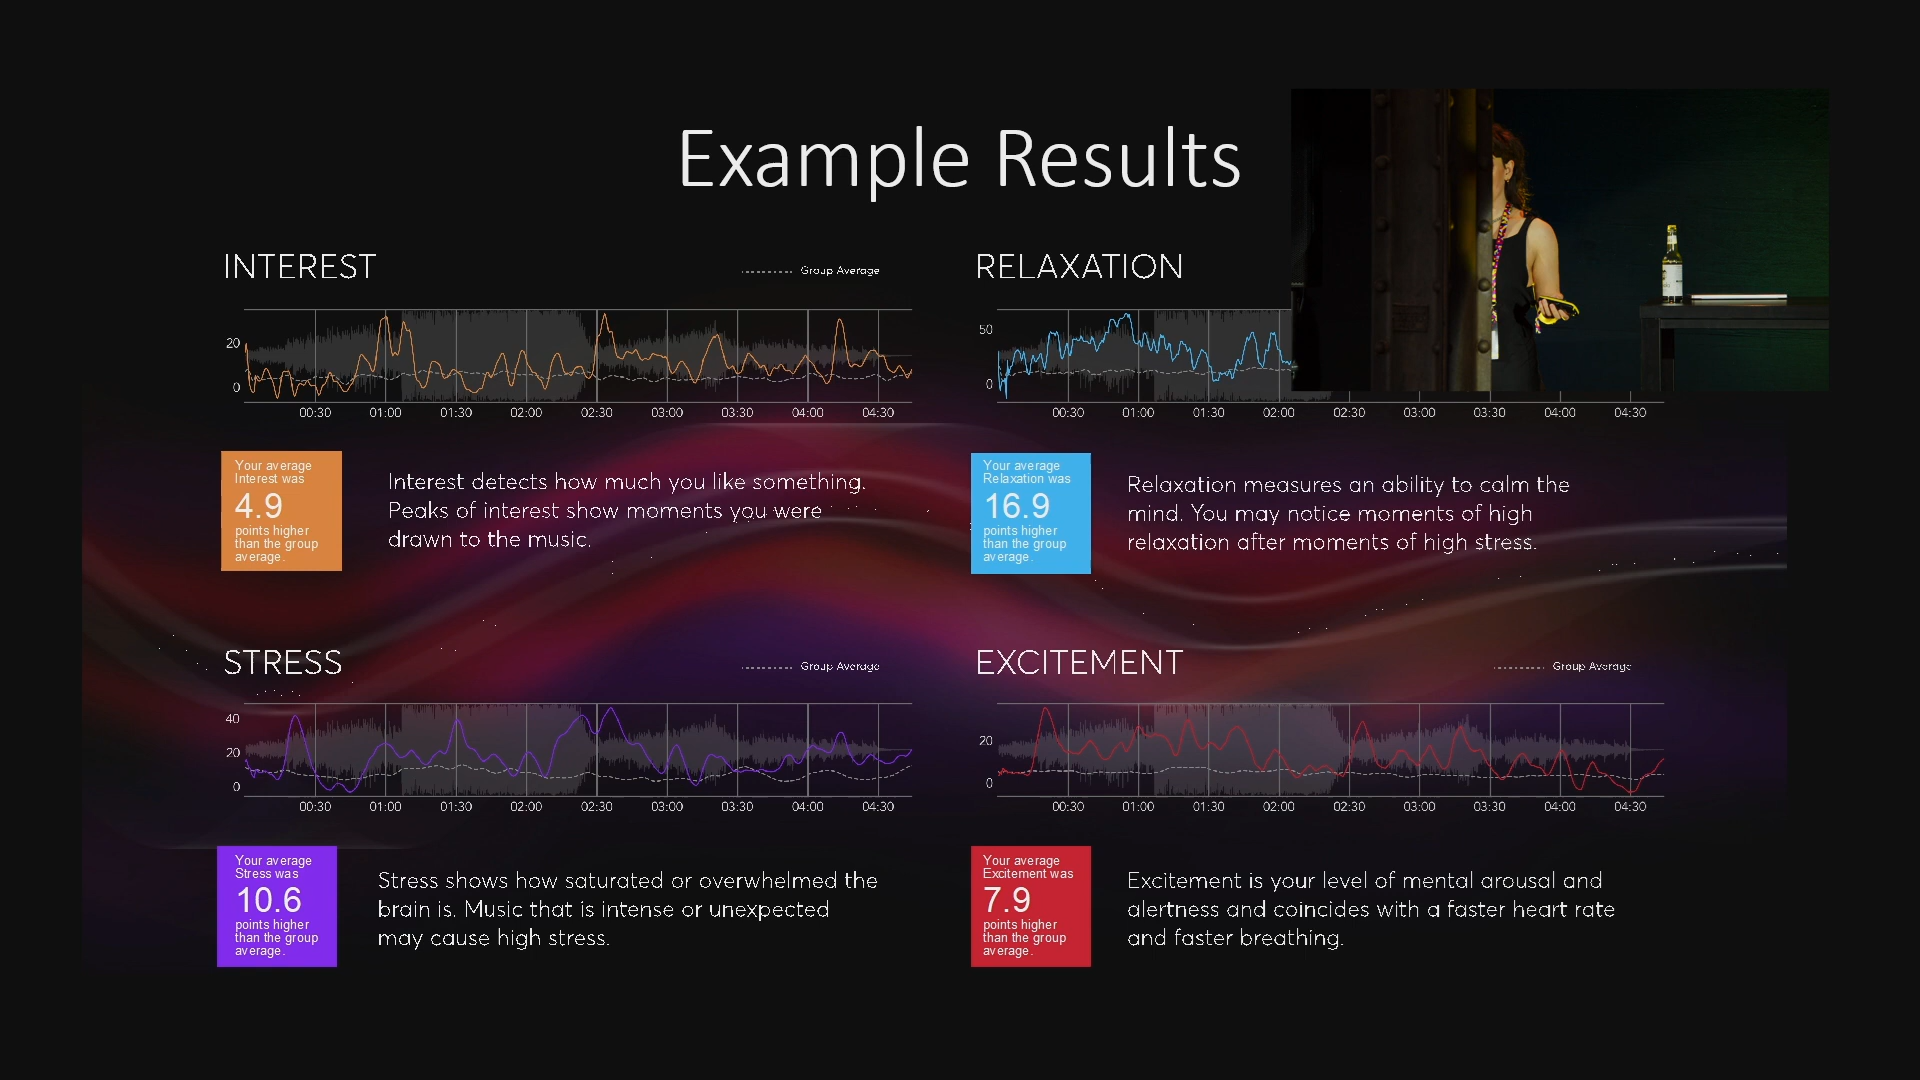 Example Results
INTEREST
Group Average
20
0
00:30 01:00 01:30 02:00 02:30 03:00 03:30 04:00 04:30
Your average
Interest was
4.9
points higher
than the group
average.
Interest detects how much you like something.
Peaks of interest show moments you were
drawn to the music.
RELAXATION
50
0
00:30 01:00 01:30 02:00 02:30 03:00 03:30 04:00 04:30
Your average
Relaxation was
16.9
points higher
than the group
average.
Relaxation measures an ability to calm the
mind. You may notice moments of high
relaxation after moments of high stress.
STRESS
Group Average
40
20
0
00:30 01:00 01:30 02:00 02:30 03:00 03:30 04:00 04:30
Your average
Stress was
10.6
points higher
than the group
average.
Stress shows how saturated or overwhelmed the
brain is. Music that is intense or unexpected
may cause high stress.
EXCITEMENT
Group Average
20
0
00:30 01:00 01:30 02:00 02:30 03:00 03:30 04:00 04:30
Your average
Excitement was
7.9
points higher
than the group
average.
Excitement is your level of mental arousal and
alertness and coincides with a faster heart rate
and faster breathing.